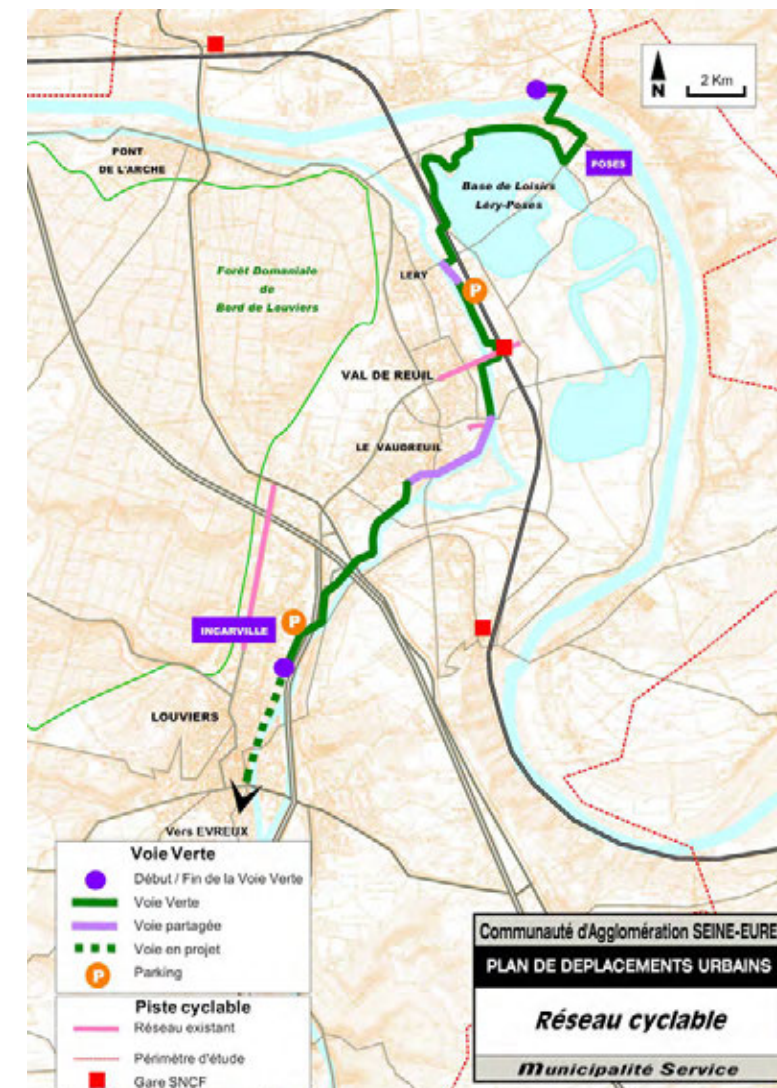 N
2 Km
PONT
DE L'ARCHE
POSES
Base de Loisirs
Léry-Poses
Forêt Domaniale
de
Bord de Louviers
LERY
P
VAL DE REUIL
LE VAUDREUIL
P
INCARVILLE
LOUVIERS
Vers EVREUX
Voie Verte
Début / Fin de la Voie Verte
Voie Verte
Voie partagée
Voie en projet
P
Parking
Piste cyclable
Réseau existant
Périmètre d'étude
Gare SNCF
Communauté d'Agglomération SEINE-EURE
PLAN DE DEPLACEMENTS URBAINS
Réseau cyclable
Municipalité Service